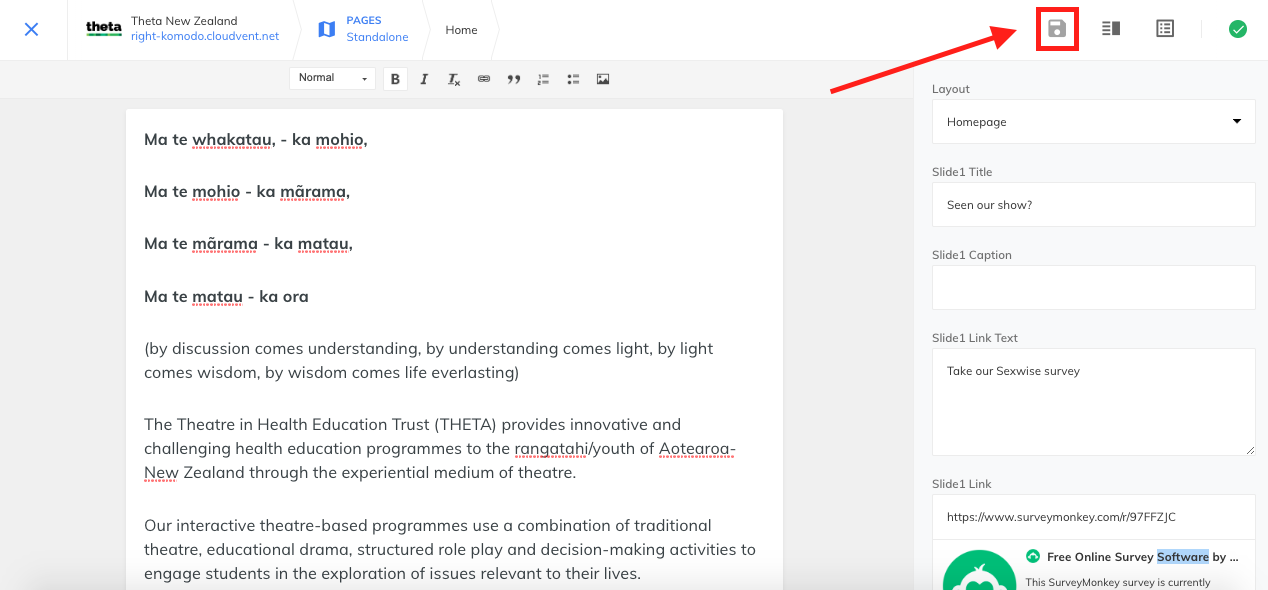 theta
Theta New Zealand
right-komodo.cloudvent.net
PAGES
Standalone
Home
Normal
B I Tx
Ma te whakatau, - ka mohio,
Ma te mohio - ka mãrama,
Ma te mãrama - ka matau,
Ma te matau - ka ora
(by discussion comes understanding, by understanding comes light, by light
comes wisdom, by wisdom comes life everlasting)
The Theatre in Health Education Trust (THETA) provides innovative and
challenging health education programmes to the rangatahi/youth of Aotearoa-
New Zealand through the experiential medium of theatre.
Our interactive theatre-based programmes use a combination of traditional
theatre, educational drama, structured role play and decision-making activities to
engage students in the exploration of issues relevant to their lives.
Layout
Homepage
Slide1 Title
Seen our show?
Slide1 Caption
Slide1 Link Text
Take our Sexwise survey
Slide1 Link
https://www.surveymonkey.com/r/97FFZJC
Free Online Survey Software by ...
This SurveyMonkey survey is currently